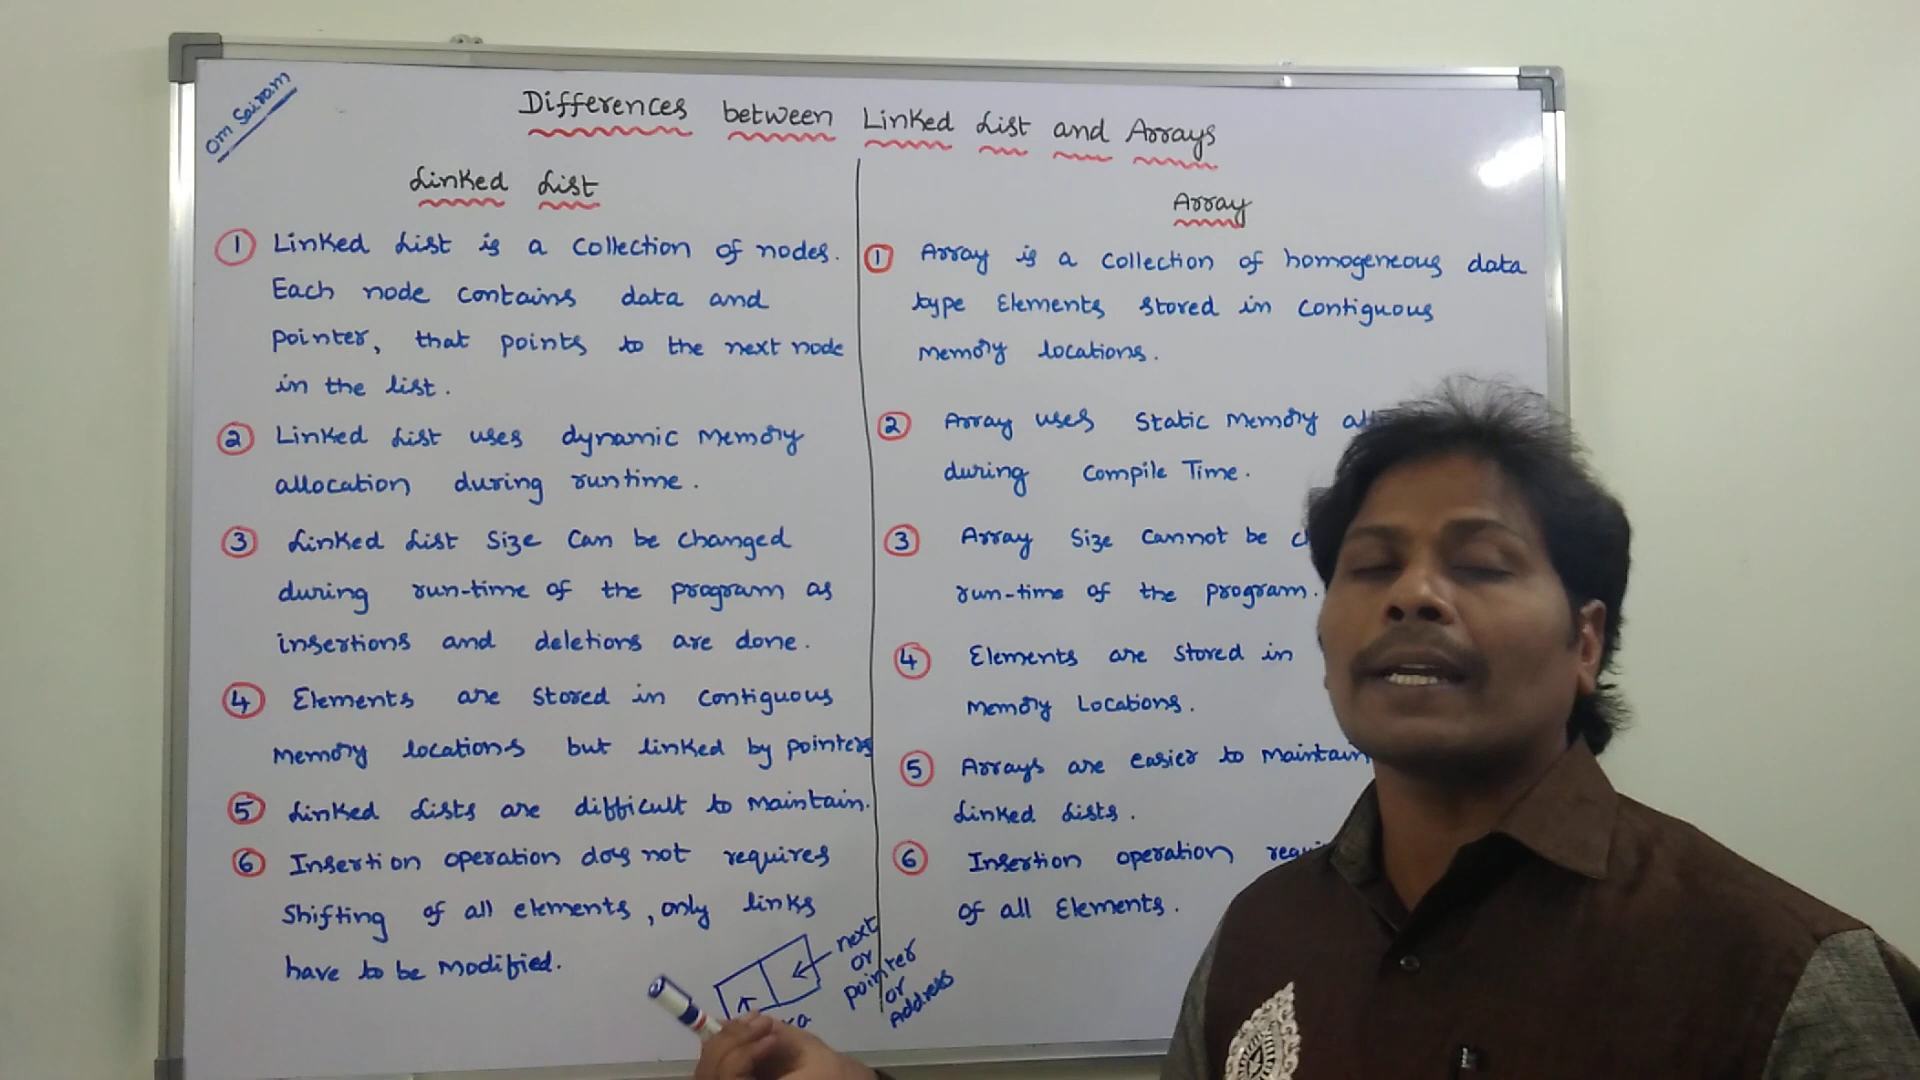 Om Sairam
Differences between Linked List and Arrays
Linked List
① Linked List is a collection of nodes.
Each node contains data and
pointer, that points to the next node
in the list.
② Linked List uses dynamic Memory
allocation during runtime.
③ Linked List Size Can be changed
during run-time of the program as
insertions and deletions are done.
④ Elements are Stored in Contiguous
Memory locations but linked by pointers
⑤ Linked Lists are difficult to Maintain.
⑥ Insertion operation does not requires
Shifting of all elements, only links
have to be Modified.
next
or
pointer
or
Address
Array
① Array is a collection of homogeneous data
type Elements Stored in Contiguous
Memory locations.
② Array uses Static Memory
during Compile Time.
③ Array Size Cannot be
run-time of the program.
④ Elements are Stored in
Memory Locations.
⑤ Arrays are easier to Maintain
Linked Lists.
⑥ Insertion operation
of all Elements.